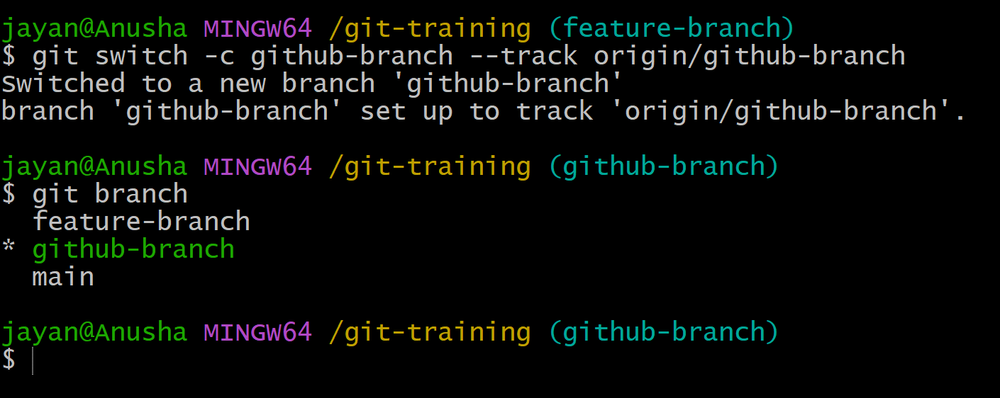 jayan@Anusha MINGW64 /git-training (feature-branch)
$ git switch -c github-branch --track origin/github-branch
Switched to a new branch 'github-branch'
branch 'github-branch' set up to track 'origin/github-branch'.
jayan@Anusha MINGW64 /git-training (github-branch)
$ git branch
  feature-branch
* github-branch
  main
jayan@Anusha MINGW64 /git-training (github-branch)
$